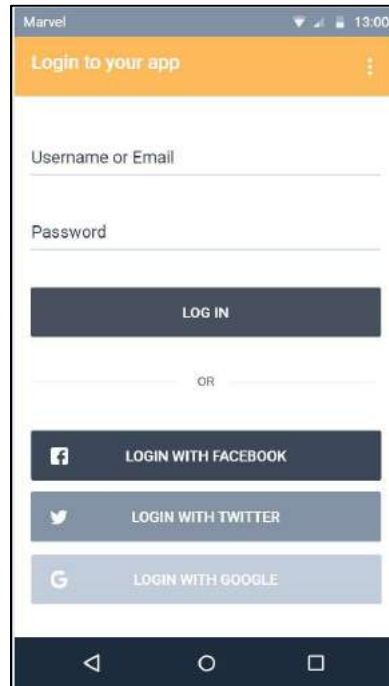 Marvel 13:00
Login to your app
Username or Email
Password
LOG IN
OR
LOGIN WITH FACEBOOK
LOGIN WITH TWITTER
LOGIN WITH GOOGLE